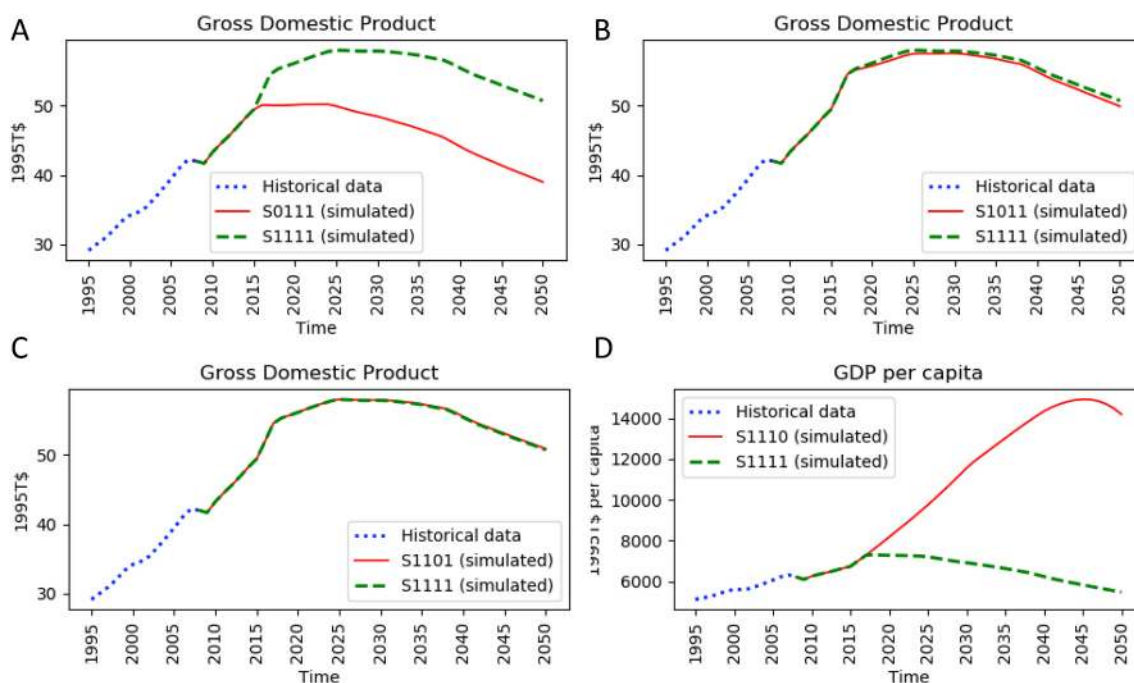 A
Gross Domestic Product
1995T$
50
40
30
Historical data
S0111 (simulated)
S1111 (simulated)
1995 2000 2005 2010 2015 2020 2025 2030 2035 2040 2045 2050
Time
B
Gross Domestic Product
1995T$
50
40
30
Historical data
S1011 (simulated)
S1111 (simulated)
1995 2000 2005 2010 2015 2020 2025 2030 2035 2040 2045 2050
Time
C
Gross Domestic Product
1995T$
50
40
30
Historical data
S1101 (simulated)
S1111 (simulated)
1995 2000 2005 2010 2015 2020 2025 2030 2035 2040 2045 2050
Time
D
GDP per capita
1995T$ per capita
14000
12000
10000
8000
6000
Historical data
S1110 (simulated)
S1111 (simulated)
1995 2000 2005 2010 2015 2020 2025 2030 2035 2040 2045 2050
Time